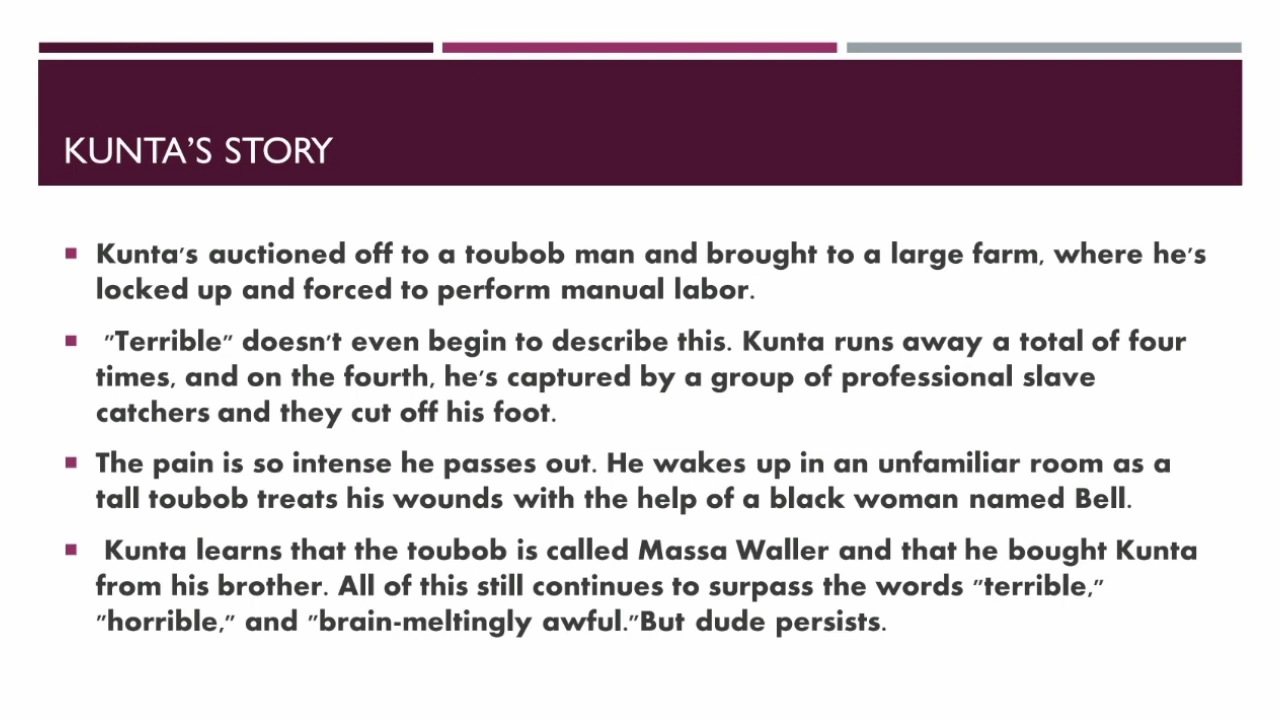 KUNTA'S STORY
Kunta's auctioned off to a toubob man and brought to a large farm, where he's
locked up and forced to perform manual labor.
"Terrible" doesn't even begin to describe this. Kunta runs away a total of four
times, and on the fourth, he's captured by a group of professional slave
catchers and they cut off his foot.
The pain is so intense he passes out. He wakes up in an unfamiliar room as a
tall toubob treats his wounds with the help of a black woman named Bell.
Kunta learns that the toubob is called Massa Waller and that he bought Kunta
from his brother. All of this still continues to surpass the words "terrible,"
"horrible," and "brain-meltingly awful."But dude persists.